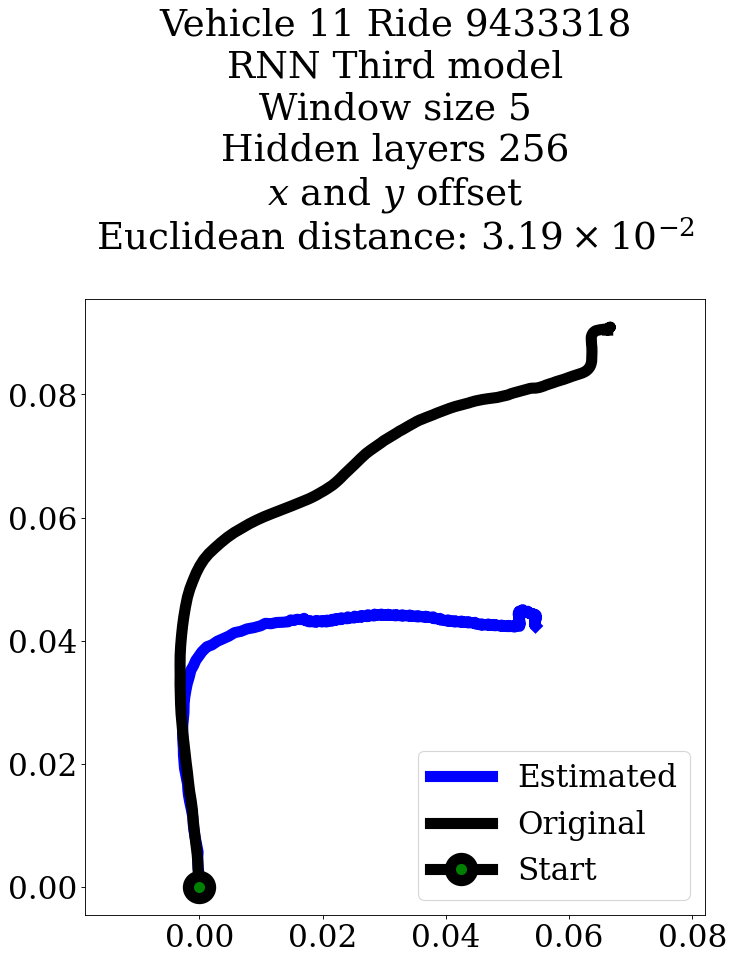 Vehicle 11 Ride 9433318
RNN Third model
Window size 5
Hidden layers 256
x and y offset
Euclidean distance: 3.19 × 10⁻²
0.08
0.06
0.04
0.02
0.00
Estimated
Original
Start
0.00 0.02 0.04 0.06 0.08